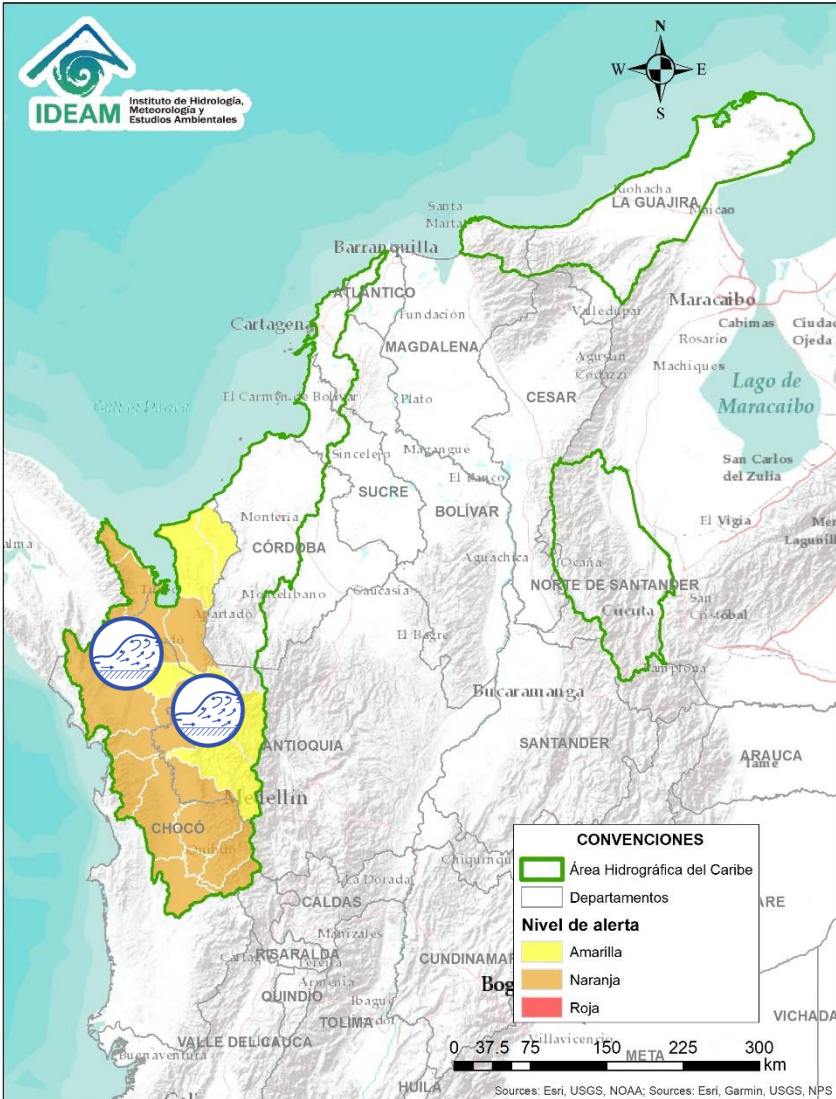 IDEAM
Instituto de Hidrología,
Meteorología y
Estudios Ambientales
N
W
E
S
Riohacha
LA GUAJIRA
Maicao
Santa
Marta
Barranquilla
ATLÁNTICO
Maracaibo
Cartagena
Fundación
Valledupar
Cabimas
Ciudad
Ojeda
Rosario
MAGDALENA
Agustín
Codazzi
Machiques
El Carmen de Bolívar
Plato
CESAR
Lago de
Maracaibo
Sincelejo
Magangue
San Carlos
del Zulia
SUCRE
El Banco
Montería
BOLÍVAR
El Vigía
CÓRDOBA
Aguachica
Ocaña
NORTE DE SANTANDER
Montelíbano
Caucasia
Cúcuta
San
Cristóbal
Apartadó
El Bagre
Pamplona
Bucaramanga
ANTIOQUIA
SANTANDER
ARAUCA
Tame
Medellín
CHOCÓ
Quibdó
La Dorada
CALDAS
Manizales
RISARALDA
Pereira
Armenia
CUNDINAMAR
QUINDÍO
Ibagué
Bog
TOLIMA
VICHADA
VALLE DEL CAUCA
Villavicencio
Buenaventura
META
HUILA
CONVENCIONES
Área Hidrográfica del Caribe
Departamentos
Nivel de alerta
Amarilla
Naranja
Roja
0 37.5 75 150 225 300
km
Sources: Esri, USGS, NOAA; Sources: Esri, Garmin, USGS, NPS